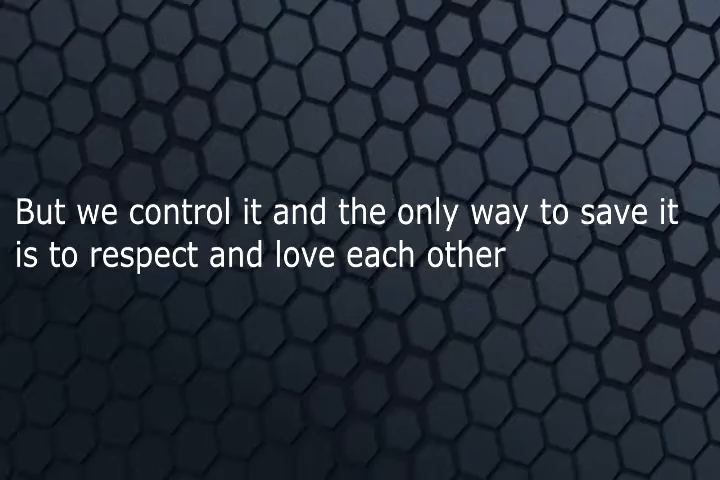 But we control it and the only way to save it
is to respect and love each other